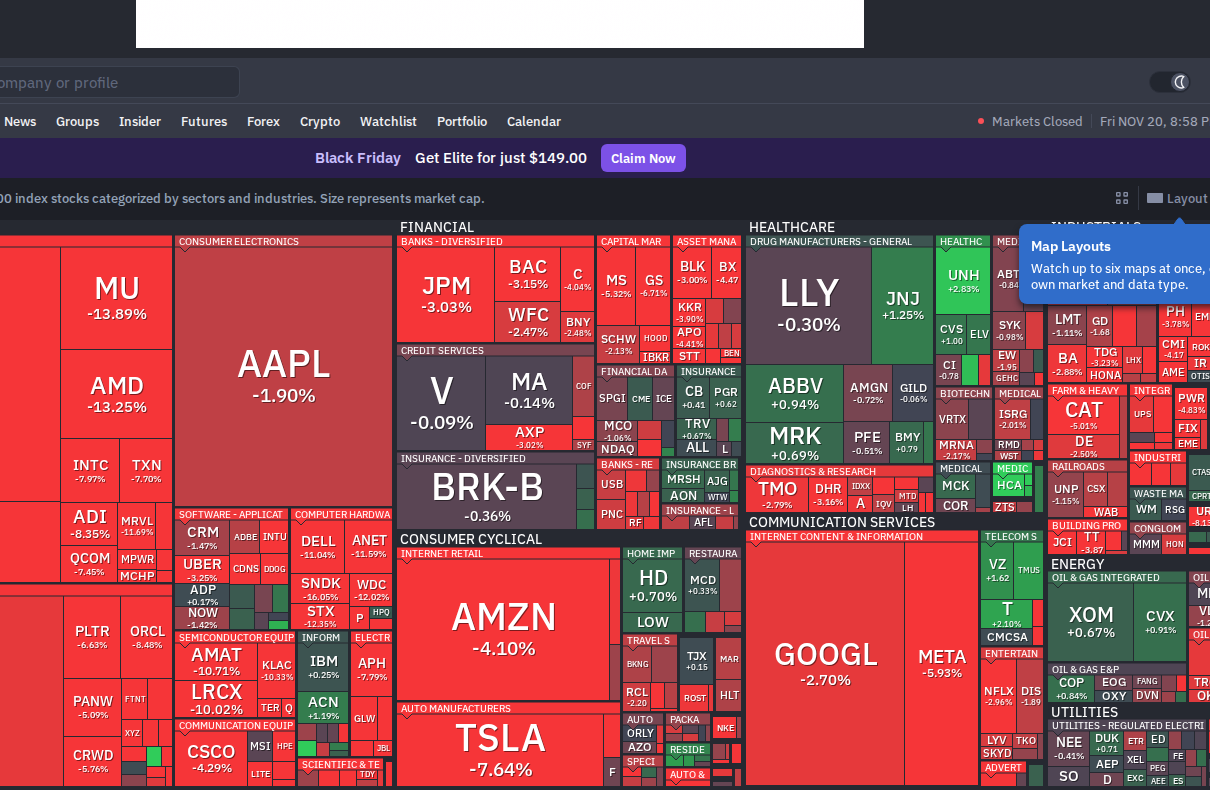 ompany or profile
News Groups Insider Futures Forex Crypto Watchlist Portfolio Calendar
Markets Closed Fri NOV 20, 8:58 P
Black Friday Get Elite for just $149.00 Claim Now
00 index stocks categorized by sectors and industries. Size represents market cap.
Layout
Map Layouts
Watch up to six maps at once,
own market and data type.
MU
-13.89%
AMD
-13.25%
INTC
-7.97%
TXN
-7.70%
ADI
-8.35%
MRVL
-11.69%
QCOM
-7.45%
MPWR
MCHP
PLTR
-6.63%
ORCL
-8.48%
PANW
-5.09%
FTNT
XYZ
CRWD
-5.76%
CONSUMER ELECTRONICS
AAPL
-1.90%
SOFTWARE - APPLICAT
CRM
-1.47%
ADBE
INTU
UBER
-3.25%
CDNS
DDOG
ADP
+0.17%
NOW
-1.42%
COMPUTER HARDWA
DELL
-11.04%
ANET
-11.59%
SNDK
-16.05%
WDC
-12.02%
STX
-12.35%
P
HPQ
SEMICONDUCTOR EQUIP
AMAT
-10.71%
KLAC
-10.33%
LRCX
-10.02%
TER
Q
INFORM
IBM
+0.25%
ACN
+1.19%
ELECTR
APH
-7.79%
GLW
JBL
COMMUNICATION EQUIP
CSCO
-4.29%
MSI
HPE
LITE
SCIENTIFIC & TE
TDY
FINANCIAL
BANKS - DIVERSIFIED
JPM
-3.03%
BAC
-3.15%
C
-4.04%
WFC
-2.47%
BNY
-2.48%
CAPITAL MAR
MS
-5.32%
GS
-6.71%
SCHW
-2.13%
HOOD
IBKR
ASSET MANA
BLK
-3.00%
BX
-4.47
KKR
-3.90%
APO
-4.41%
STT
BEN
CREDIT SERVICES
V
-0.09%
MA
-0.14%
COF
AXP
-3.02%
SYF
FINANCIAL DA
SPGI
CME
ICE
MCO
-1.06%
NDAQ
INSURANCE
CB
+0.41
PGR
+0.62
TRV
+0.67%
ALL
L
INSURANCE - DIVERSIFIED
BRK-B
-0.36%
BANKS - RE
USB
PNC
RF
INSURANCE BR
MRSH
AJG
AON
WTW
INSURANCE - L
AFL
CONSUMER CYCLICAL
INTERNET RETAIL
AMZN
-4.10%
AUTO MANUFACTURERS
TSLA
-7.64%
F
HOME IMP
HD
+0.70%
LOW
RESTAURA
MCD
+0.33%
TRAVEL S
BKNG
RCL
-2.20
TJX
+0.15
ROST
MAR
HLT
AUTO
ORLY
AZO
PACKA
NKE
RESIDE
SPECI
AUTO &
HEALTHCARE
DRUG MANUFACTURERS - GENERAL
LLY
-0.30%
JNJ
+1.25%
ABBV
+0.94%
AMGN
-0.72%
GILD
-0.06%
MRK
+0.69%
PFE
-0.51%
BMY
+0.79
HEALTHC
UNH
+2.83%
CVS
+1.00
ELV
CI
-0.78
MED
ABT
-0.84
SYK
-0.98%
EW
-1.95
GEHC
BIOTECHN
VRTX
MRNA
-2.17%
MEDICAL
ISRG
-2.01%
RMD
WST
DIAGNOSTICS & RESEARCH
TMO
-2.79%
DHR
-3.16%
IDXX
A
IQV
MTD
LH
MEDICAL
MCK
COR
MEDIC
HCA
ZTS
COMMUNICATION SERVICES
INTERNET CONTENT & INFORMATION
GOOGL
-2.70%
META
-5.93%
TELECOM S
VZ
+1.62
TMUS
T
+2.10%
CMCSA
ENTERTAIN
NFLX
-2.96%
DIS
-1.89
LYV
TKO
SKYD
ADVERT
INDUSTRIALS
LMT
-1.11%
GD
-1.68
BA
-2.88%
TDG
-3.23%
LHX
HONA
PH
-3.78%
EM
CMI
-4.17
ROK
IR
AME
OTIS
FARM & HEAVY
CAT
-5.01%
DE
-2.50%
INTEGR
UPS
PWR
-4.83%
FIX
EME
RAILROADS
UNP
-1.15%
CSX
WAB
INDUSTRI
CTAS
WASTE MA
WM
RSG
UR
-8.13
BUILDING PRO
JCI
TT
-3.87
CONGLOM
MMM
HON
ENERGY
OIL & GAS INTEGRATED
XOM
+0.67%
CVX
+0.91%
OIL
OIL & GAS E&P
COP
+0.84%
EOG
FANG
OXY
DVN
OIL
TR
OK
UTILITIES
UTILITIES - REGULATED ELECTRI
NEE
-0.41%
DUK
+0.71
ETR
ED
SO
AEP
XEL
FE
PEG
D
EXC
AEE
ES